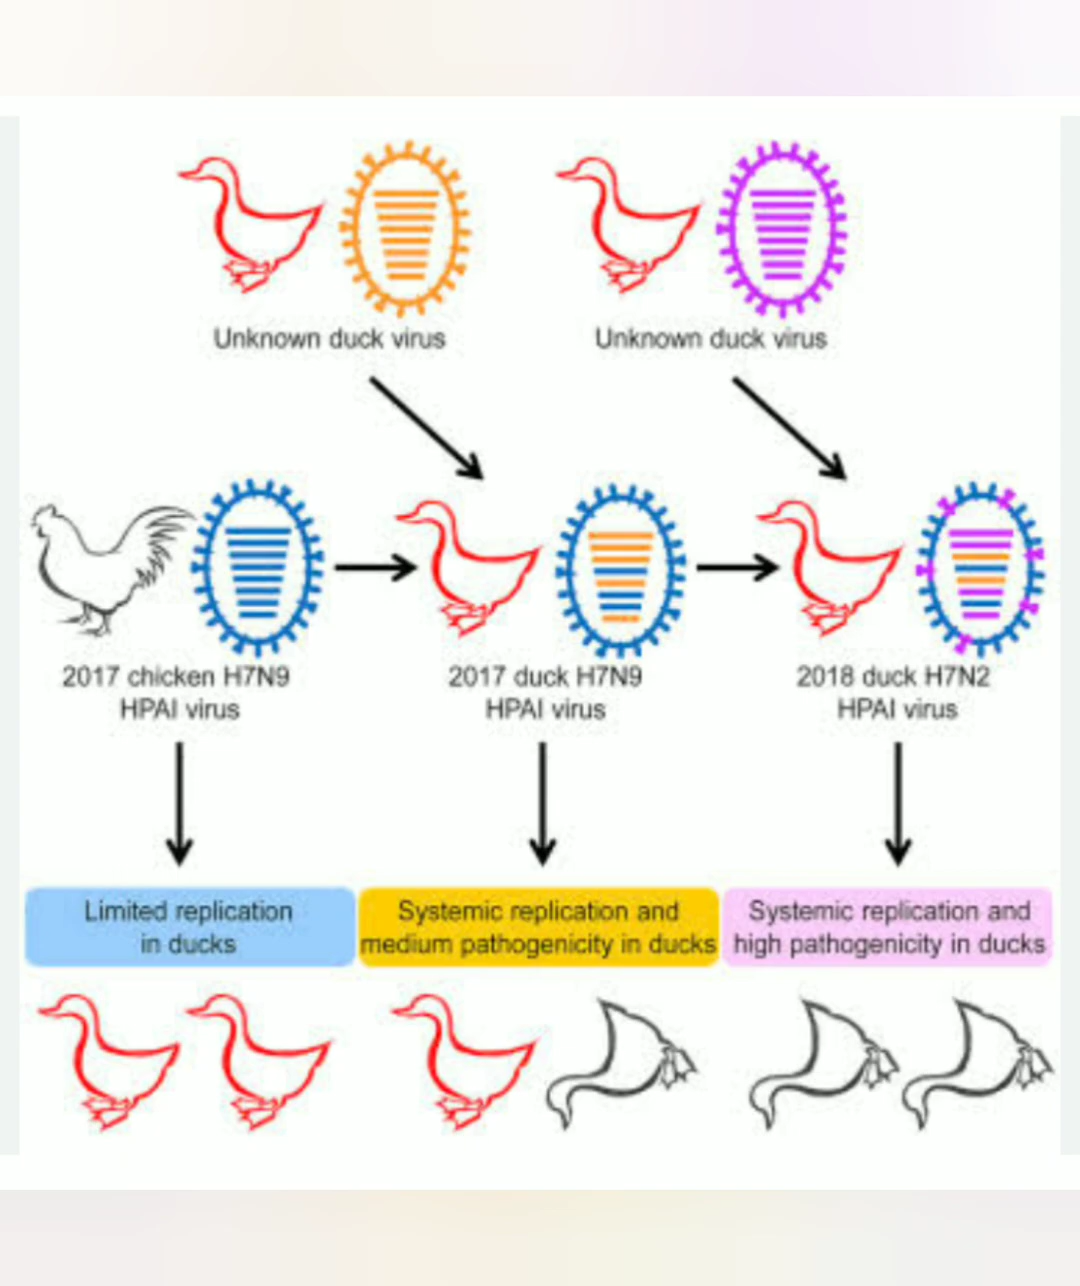 Unknown duck virus
Unknown duck virus
2017 chicken H7N9
HPAI virus
2017 duck H7N9
HPAI virus
2018 duck H7N2
HPAI virus
Limited replication
in ducks
Systemic replication and
medium pathogenicity in ducks
Systemic replication and
high pathogenicity in ducks